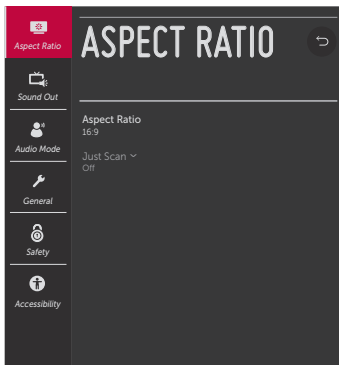 Aspect Ratio
Sound Out
Audio Mode
General
Safety
Accessibility
ASPECT RATIO
Aspect Ratio
16:9
Just Scan
Off